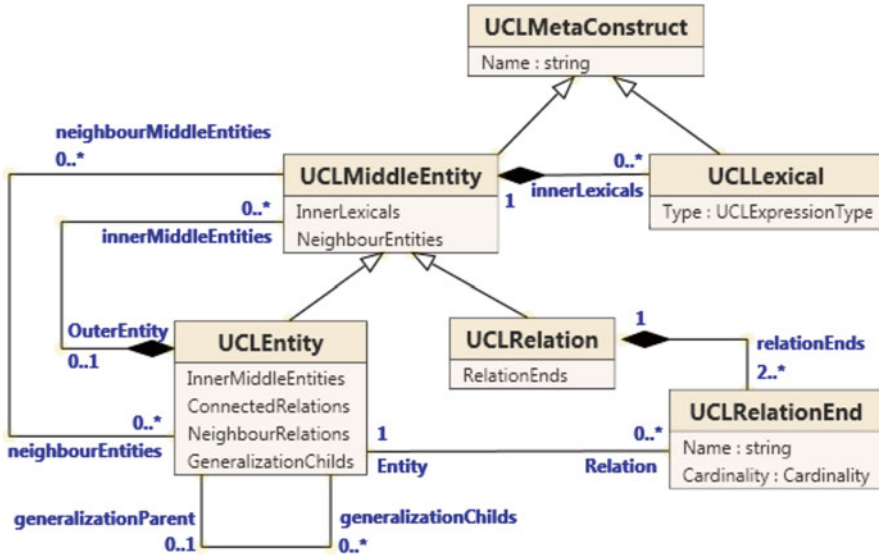 UCLMetaConstruct
Name : string
neighbourMiddleEntities
0..*
UCLMiddleEntity
InnerLexicals
NeighbourEntities
1
0..*
innerLexicals
UCLLexical
Type : UCLExpressionType
0..*
innerMiddleEntities
OuterEntity
0..1
UCLEntity
InnerMiddleEntities
ConnectedRelations
NeighbourRelations
GeneralizationChilds
UCLRelation
RelationEnds
1
relationEnds
2..*
UCLRelationEnd
Name : string
Cardinality : Cardinality
0..*
neighbourEntities
1
Entity
0..*
Relation
generalizationParent
0..1
generalizationChilds
0..*